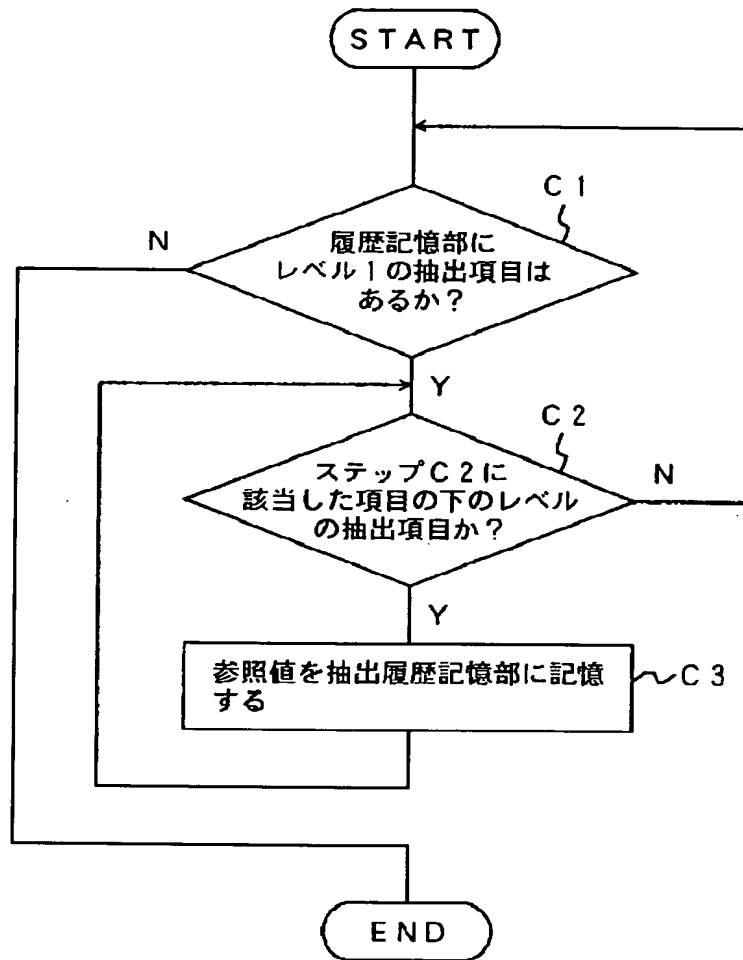 START
C1
N
履歴記憶部に
レベル1の抽出項目は
あるか?
Y
C2
ステップC2に
該当した項目の下のレベル
の抽出項目か?
N
Y
参照値を抽出履歴記憶部に記憶
する
C3
END